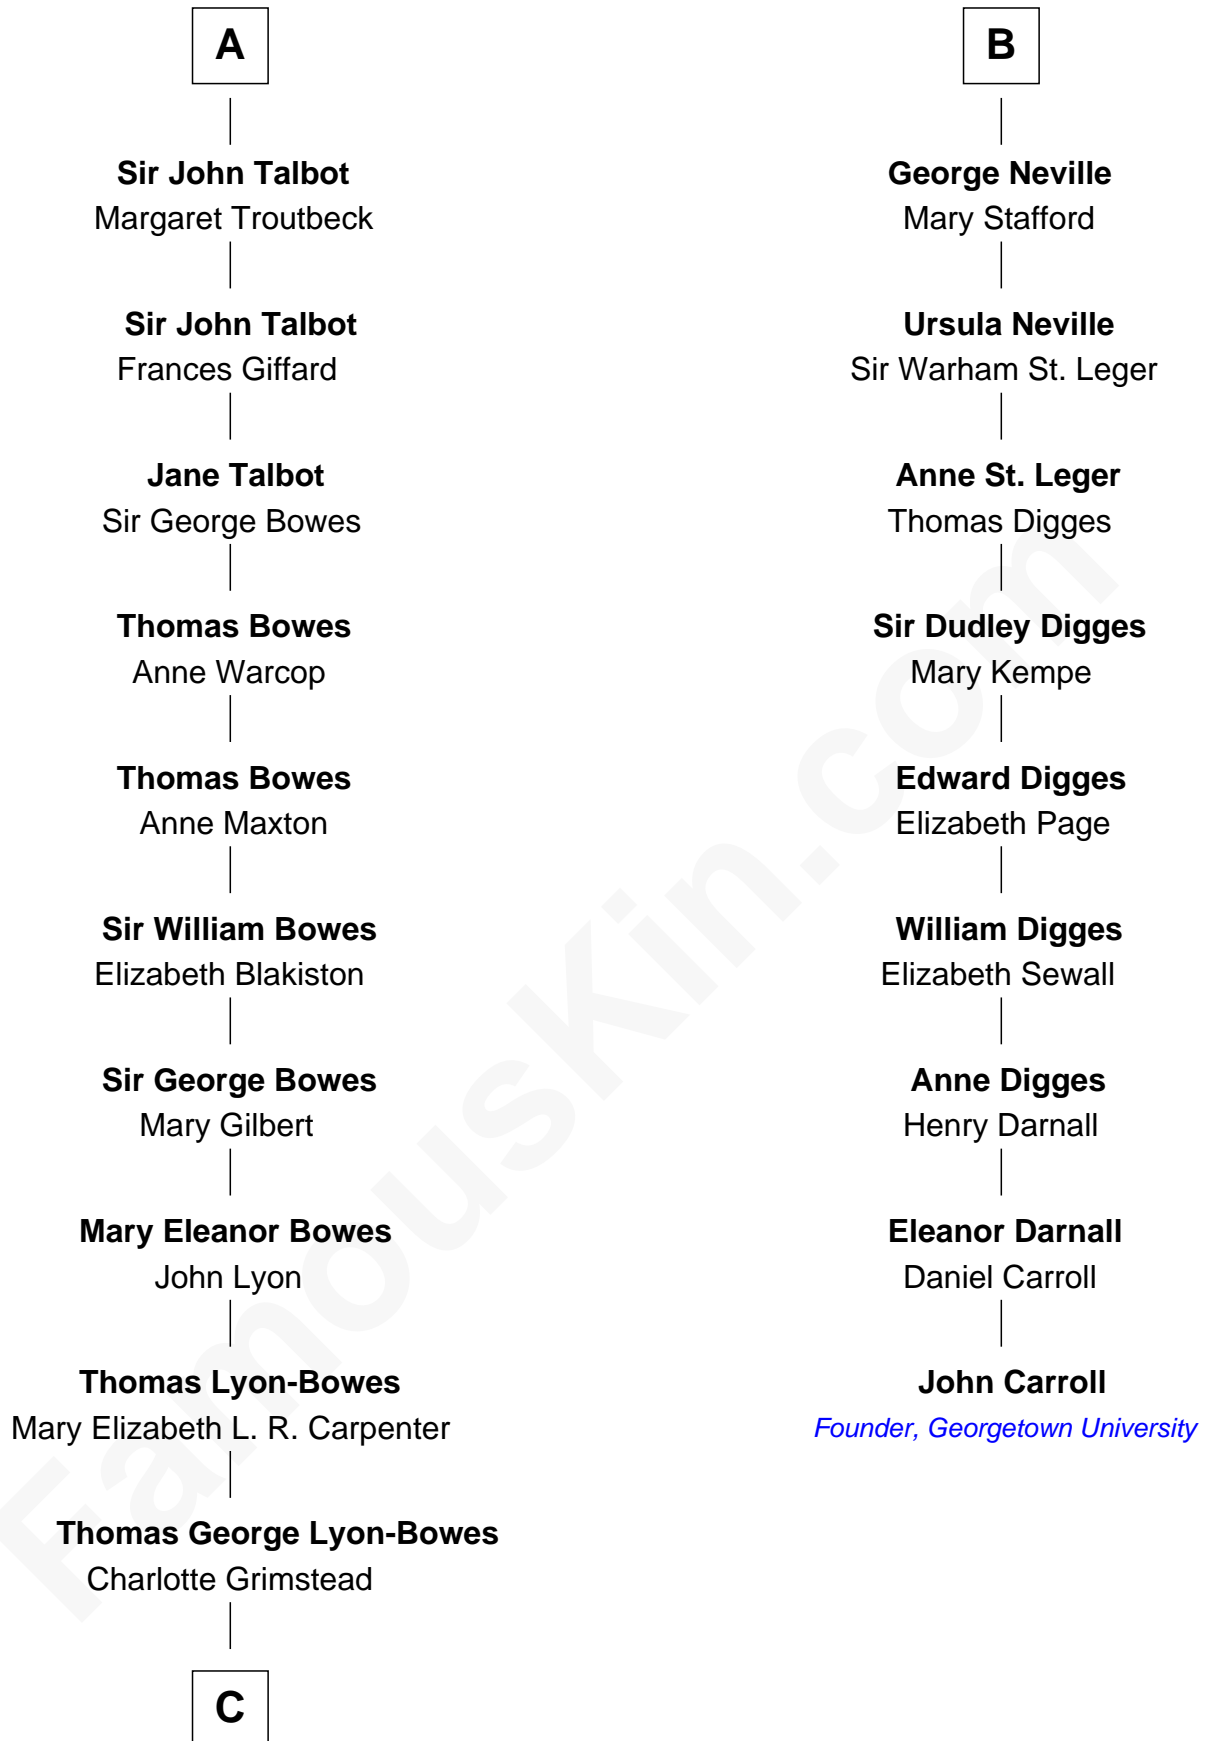 A
Sir John Talbot
Margaret Troutbeck
Sir John Talbot
Frances Giffard
Jane Talbot
Sir George Bowes
Thomas Bowes
Anne Warcop
Thomas Bowes
Anne Maxton
Sir William Bowes
Elizabeth Blakiston
Sir George Bowes
Mary Gilbert
Mary Eleanor Bowes
John Lyon
Thomas Lyon-Bowes
Mary Elizabeth L. R. Carpenter
Thomas George Lyon-Bowes
Charlotte Grimstead
C
B
George Neville
Mary Stafford
Ursula Neville
Sir Warham St. Leger
Anne St. Leger
Thomas Digges
Sir Dudley Digges
Mary Kempe
Edward Digges
Elizabeth Page
William Digges
Elizabeth Sewall
Anne Digges
Henry Darnall
Eleanor Darnall
Daniel Carroll
John Carroll
Founder, Georgetown University
FamousKin.com